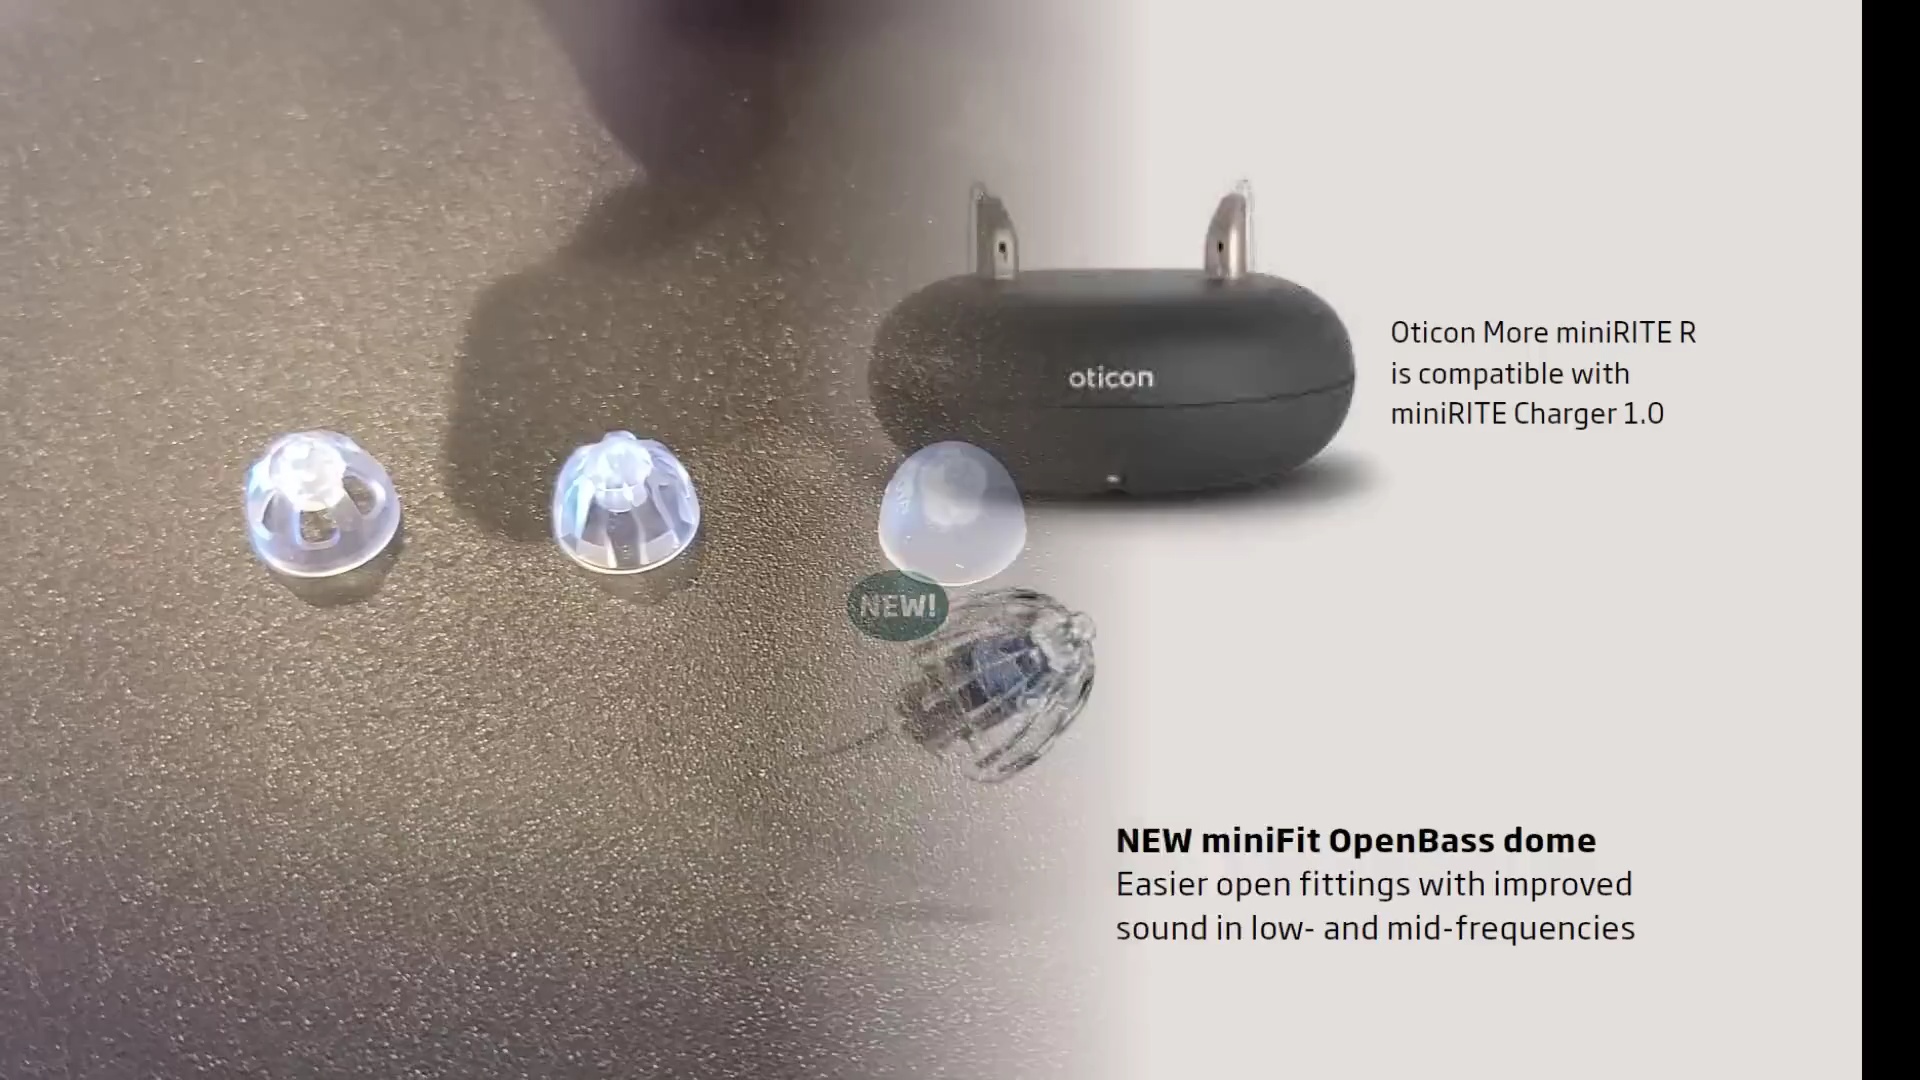 oticon
Oticon More miniRITE R
is compatible with
miniRITE Charger 1.0
NEW!
NEW miniFit OpenBass dome
Easier open fittings with improved
sound in low- and mid-frequencies